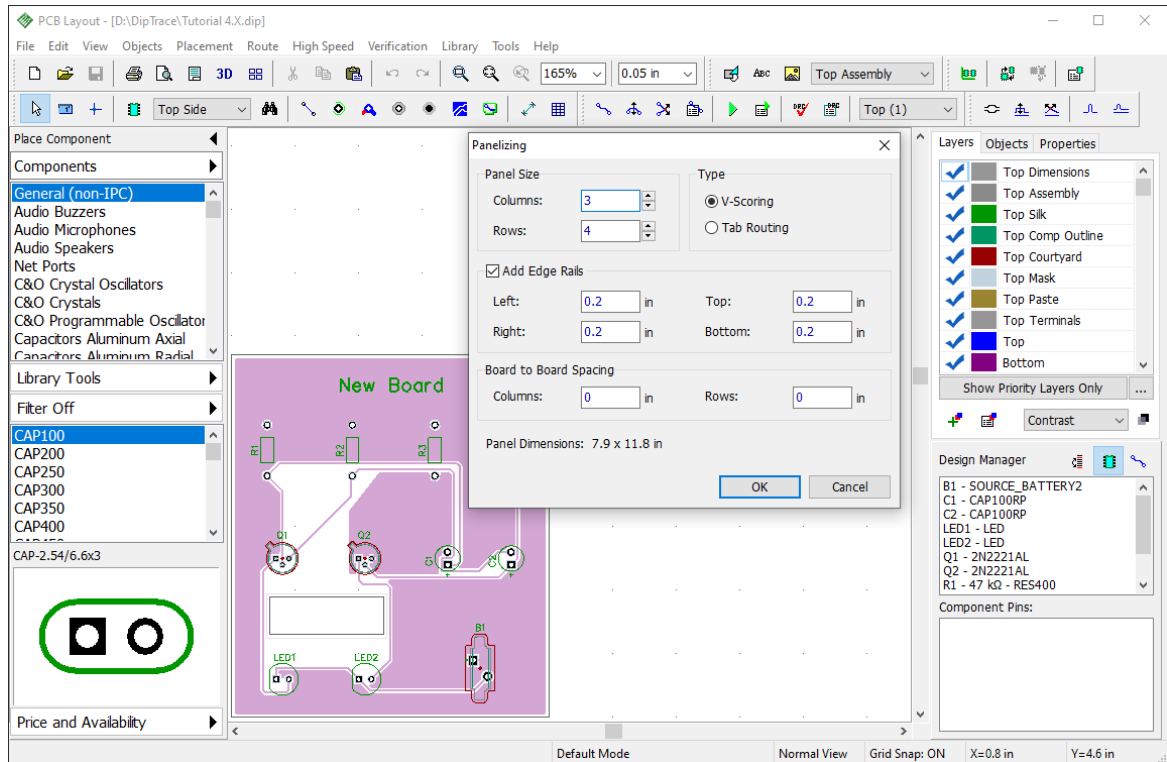 PCB Layout - [D:\DipTrace\Tutorial 4.X.dip]
File Edit View Objects Placement Route High Speed Verification Library Tools Help
3D 165% 0.05 in ABC Top Assembly
Top Side DRC DRC Top (1)
Place Component
Components
General (non-IPC)
Audio Buzzers
Audio Microphones
Audio Speakers
Net Ports
C&O Crystal Oscillators
C&O Crystals
C&O Programmable Oscillator
Capacitors Aluminum Axial
Capacitors Aluminum Radial
Library Tools
Filter Off
CAP100
CAP200
CAP250
CAP300
CAP350
CAP400
CAP-2.54/6.6x3
Price and Availability
New Board
R1 R2 R3
Q1 Q2 C1 C2
B1
LED1 LED2
Panelizing
Panel Size
Columns: 3
Rows: 4
Type
V-Scoring
Tab Routing
Add Edge Rails
Left: 0.2 in Top: 0.2 in
Right: 0.2 in Bottom: 0.2 in
Board to Board Spacing
Columns: 0 in Rows: 0 in
Panel Dimensions: 7.9 x 11.8 in
OK Cancel
Layers Objects Properties
Top Dimensions
Top Assembly
Top Silk
Top Comp Outline
Top Courtyard
Top Mask
Top Paste
Top Terminals
Top
Bottom
Show Priority Layers Only ...
Contrast
Design Manager
B1 - SOURCE_BATTERY2
C1 - CAP100RP
C2 - CAP100RP
LED1 - LED
LED2 - LED
Q1 - 2N2221AL
Q2 - 2N2221AL
R1 - 47 kΩ - RES400
Component Pins:
Default Mode Normal View Grid Snap: ON X=0.8 in Y=4.6 in